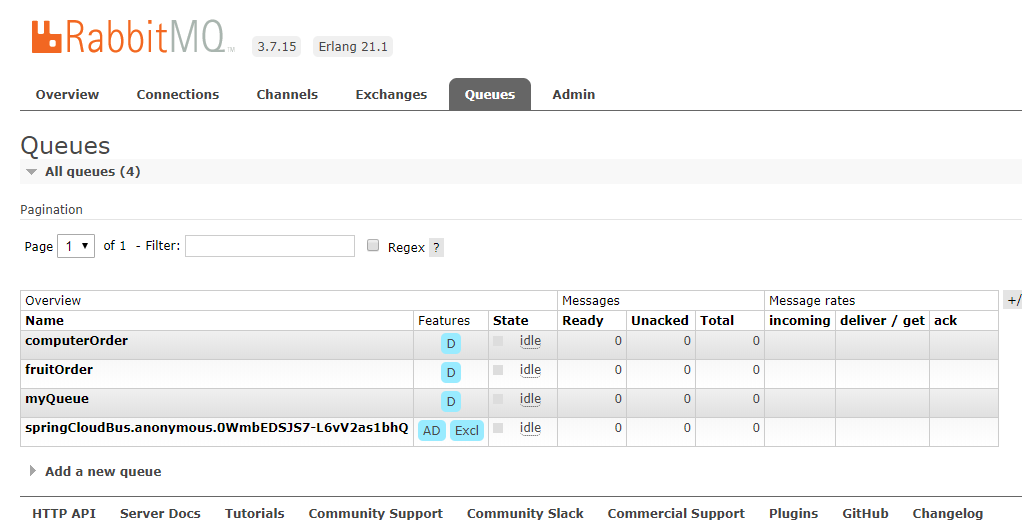 RabbitMQ TM 3.7.15 Erlang 21.1
Overview Connections Channels Exchanges Queues Admin
Queues
All queues (4)
Pagination
Page 1 of 1 - Filter: Regex ?
Overview Messages Message rates +/
Name Features State Ready Unacked Total incoming deliver / get ack
computerOrder D idle 0 0 0
fruitOrder D idle 0 0 0
myQueue D idle 0 0 0
springCloudBus.anonymous.0WmbEDSJS7-L6vV2as1bhQ AD Excl idle 0 0 0
Add a new queue
HTTP API Server Docs Tutorials Community Support Community Slack Commercial Support Plugins GitHub Changelog